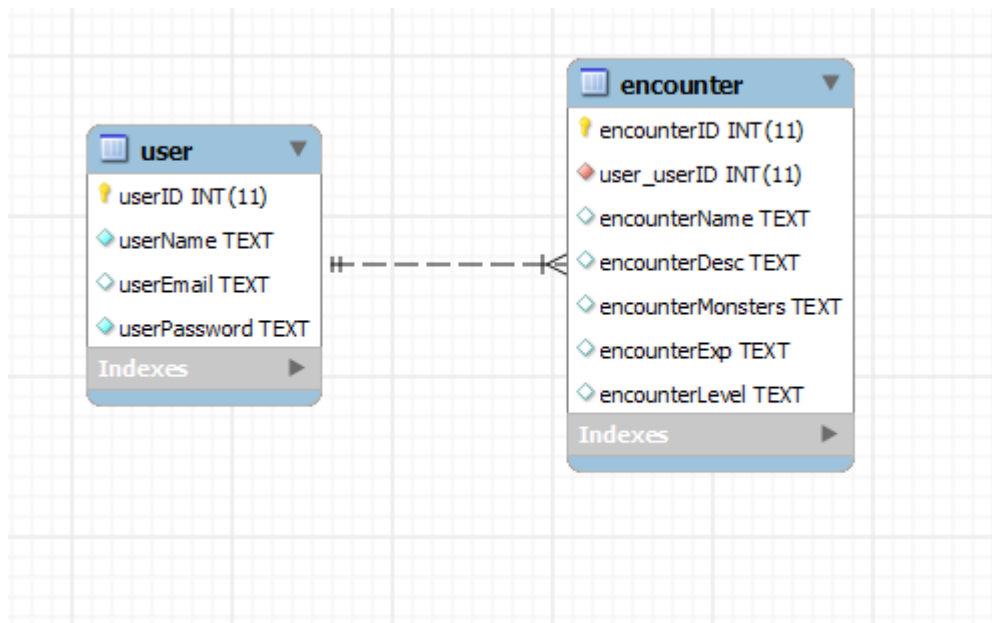 user
userID INT(11)
userName TEXT
userEmail TEXT
userPassword TEXT
Indexes
encounter
encounterID INT(11)
user_userID INT(11)
encounterName TEXT
encounterDesc TEXT
encounterMonsters TEXT
encounterExp TEXT
encounterLevel TEXT
Indexes